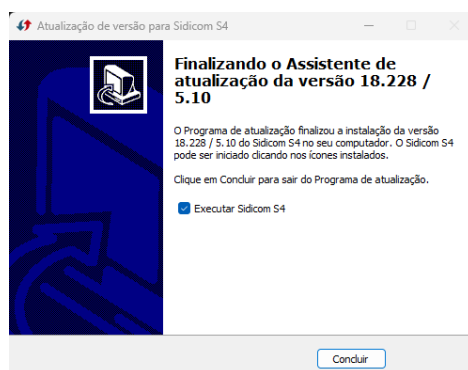 Atualização de versão para Sidicom S4
Finalizando o Assistente de
atualização da versão 18.228 /
5.10
O Programa de atualização finalizou a instalação da versão
18.228 / 5.10 do Sidicom S4 no seu computador. O Sidicom S4
pode ser iniciado clicando nos ícones instalados.
Clique em Concluir para sair do Programa de atualização.
Executar Sidicom S4
Concluir